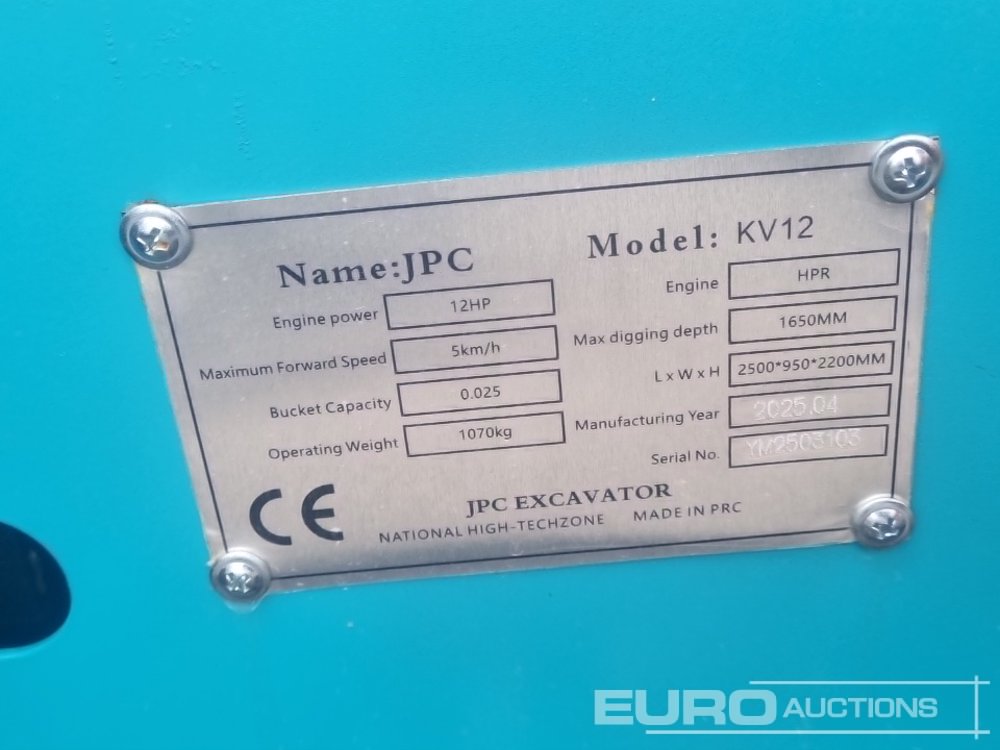 Name:JPC Model: KV12
Engine power 12HP Engine HPR
Maximum Forward Speed 5km/h Max digging depth 1650MM
Bucket Capacity 0.025 L x W x H 2500*950*2200MM
Operating Weight 1070kg Manufacturing Year 2025.04
Serial No. YM2503103
CE JPC EXCAVATOR
NATIONAL HIGH-TECHZONE MADE IN PRC
EURO AUCTIONS